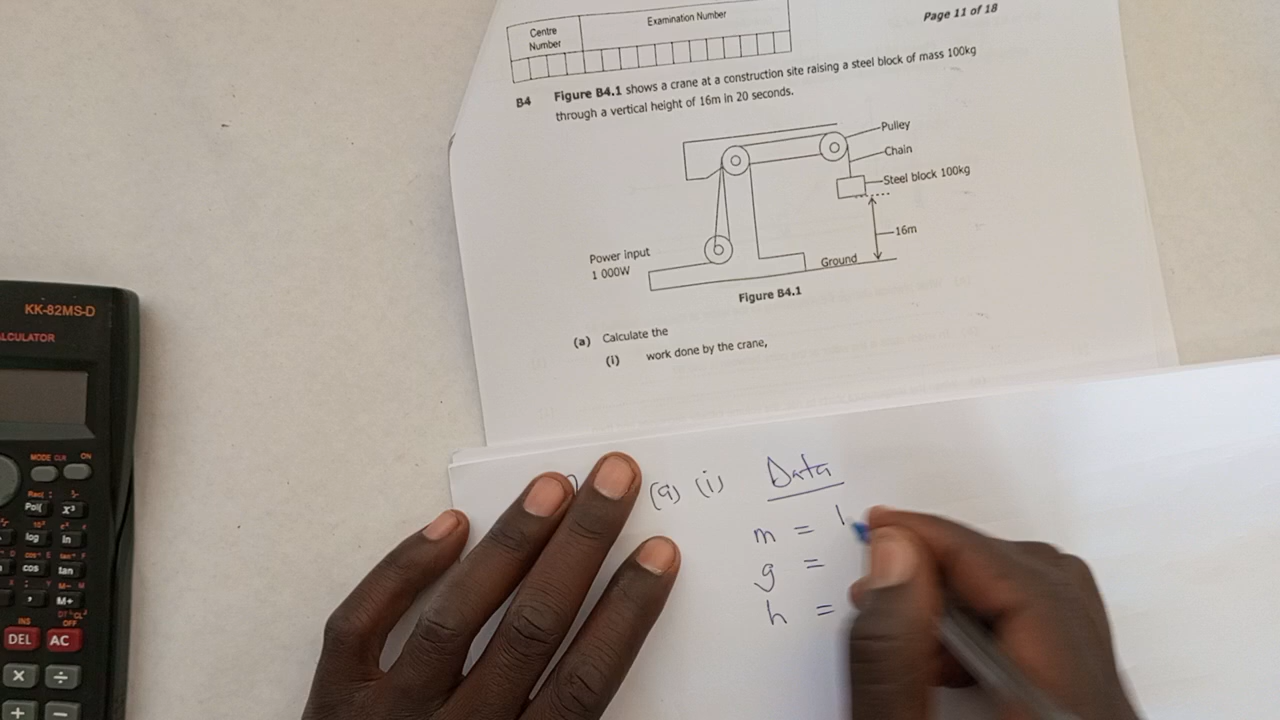 Centre Number
Examination Number
Page 11 of 18
B4 Figure B4.1 shows a crane at a construction site raising a steel block of mass 100kg
through a vertical height of 16m in 20 seconds.
Pulley
Chain
Steel block 100kg
16m
Power input
1 000W
Ground
Figure B4.1
(a) Calculate the
(i) work done by the crane,
(a) (i) Data
m = 1
g =
h =
KK-82MS-D
MODE CLR ON
Pol( x³
log ln
cos tan
, M+
INS OFF
DEL AC
× ÷
+ −